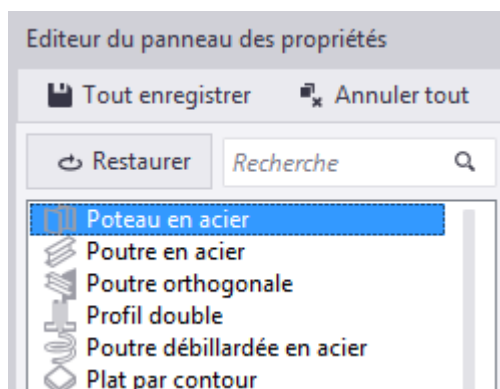 Editeur du panneau des propriétés
Tout enregistrer Annuler tout
Restaurer Recherche
Poteau en acier
Poutre en acier
Poutre orthogonale
Profil double
Poutre débillardée en acier
Plat par contour